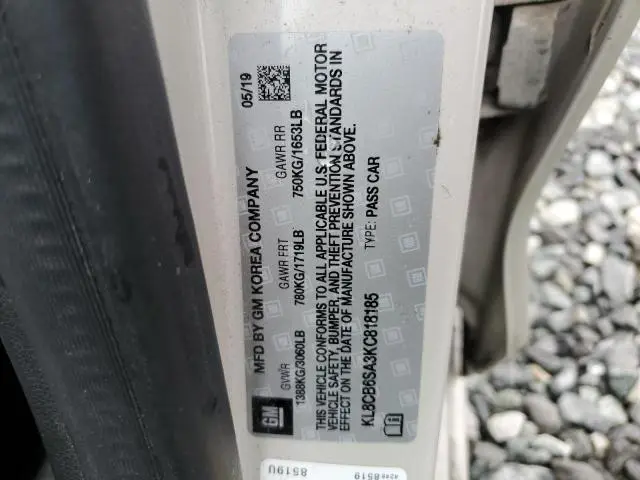 MFD BY GM KOREA COMPANY 05/19
GVWR GAWR FRT GAWR RR
1388KG/3060LB 780KG/1719LB 750KG/1653LB
THIS VEHICLE CONFORMS TO ALL APPLICABLE U.S. FEDERAL MOTOR
VEHICLE SAFETY, BUMPER, AND THEFT PREVENTION STANDARDS IN
EFFECT ON THE DATE OF MANUFACTURE SHOWN ABOVE.
KL8CB6SA3KC818185 TYPE: PASS CAR
GM
8519U
8519